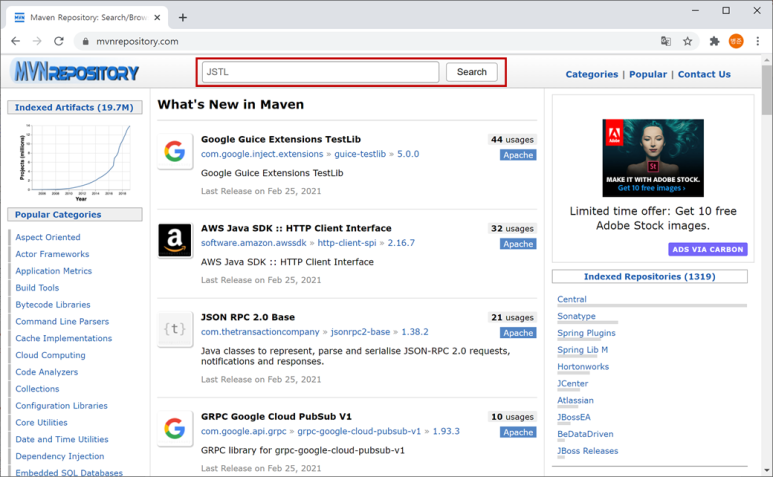 Maven Repository: Search/Brow
mvnrepository.com
영준
MVNREPOSITORY
JSTL
Search
Categories | Popular | Contact Us
Indexed Artifacts (19.7M)
Projects (millions)
Year
Popular Categories
Aspect Oriented
Actor Frameworks
Application Metrics
Build Tools
Bytecode Libraries
Command Line Parsers
Cache Implementations
Cloud Computing
Code Analyzers
Collections
Configuration Libraries
Core Utilities
Date and Time Utilities
Dependency Injection
Embedded SQL Databases
What's New in Maven
Google Guice Extensions TestLib
44 usages
com.google.inject.extensions » guice-testlib » 5.0.0
Apache
Google Guice Extensions TestLib
Last Release on Feb 25, 2021
AWS Java SDK :: HTTP Client Interface
32 usages
software.amazon.awssdk » http-client-spi » 2.16.7
Apache
AWS Java SDK :: HTTP Client Interface
Last Release on Feb 25, 2021
{t}
JSON RPC 2.0 Base
21 usages
com.thetransactioncompany » jsonrpc2-base » 1.38.2
Apache
Java classes to represent, parse and serialise JSON-RPC 2.0 requests,
notifications and responses.
Last Release on Feb 25, 2021
GRPC Google Cloud PubSub V1
10 usages
com.google.api.grpc » grpc-google-cloud-pubsub-v1 » 1.93.3
Apache
GRPC library for grpc-google-cloud-pubsub-v1
Last Release on Feb 25, 2021
Adobe
St
MAKE IT WITH ADOBE STOCK.
Get 10 free images ›
Limited time offer: Get 10 free
Adobe Stock images.
ADS VIA CARBON
Indexed Repositories (1319)
Central
Sonatype
Spring Plugins
Spring Lib M
Hortonworks
JCenter
Atlassian
JBossEA
BeDataDriven
JBoss Releases